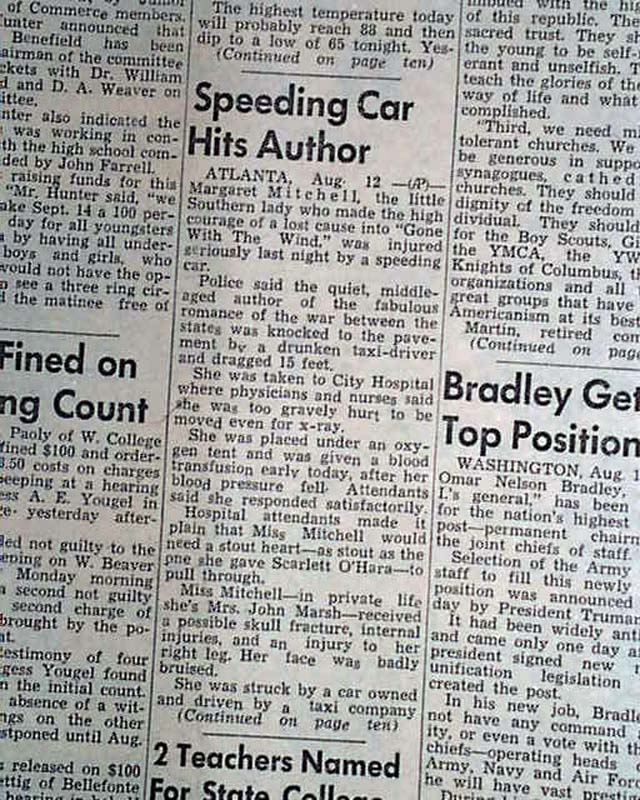 of Commerce members.
unter announced that
Benefield has been
airman of the committee
ckets with Dr. William
d and D. A. Weaver on
ittee.
nter also indicated the
was working in con-
th the high school com-
ded by John Farrell.
raising funds for this
"Mr. Hunter said, "we
ake Sept. 14 a 100 per-
day for all youngsters
a by having all under-
boys and girls, who
would not have the op-
o see a three ring cir-
d the matinee free of
Fined on
ng Count
Paoly of W. College
fined $100 and order-
8.50 costs on charges
eeping at a hearing
ess A. E. Yougel in
ce yesterday after-
led not guilty to the
ening on W. Beaver
Monday morning
a second not guilty
second charge of
brought by the po-
nt.
testimony of four
gess Yougel found
n the initial count.
absence of a wit-
ngs on the other
stponed until Aug.
released on $100
ettig of Bellefonte
The highest temperature today
will probably reach 88 and then
dip to a low of 65 tonight. Yes-
(Continued on page ten)
Speeding Car
Hits Author
ATLANTA, Aug. 12 —(AP)—
Margaret Mitchell, the little
Southern lady who made the high
courage of a lost cause into "Gone
With The Wind," was injured
seriously last night by a speeding
car.
Police said the quiet, middle-
aged author of the fabulous
romance of the war between the
states was knocked to the pave-
ment by a drunken taxi-driver
and dragged 15 feet.
She was taken to City Hospital
where physicians and nurses said
she was too gravely hurt to be
moved even for x-ray.
She was placed under an oxy-
gen tent and was given a blood
transfusion early today, after her
blood pressure fell. Attendants
said she responded satisfactorily.
Hospital attendants made it
plain that Miss Mitchell would
need a stout heart—as stout as the
one she gave Scarlett O'Hara—to
pull through.
Miss Mitchell—in private life
she's Mrs. John Marsh—received
a possible skull fracture, internal
injuries, and an injury to her
right leg. Her face was badly
bruised.
She was struck by a car owned
and driven by a taxi company
(Continued on page ten)
2 Teachers Named
For State College
of this republic. The
sacred trust. They sh
the young to be self-
erant and unselfish. T
teach the glories of the
way of life and what
complished.
"Third, we need m
tolerant churches. We
be generous in suppo
synagogues, cathed
churches. They should
dignity of the freedom
dividual. They should
for the Boy Scouts, G
the YMCA, the YW
Knights of Columbus, t
organizations and all
great groups that have
Americanism at its best
Martin, retired com
(Continued on page
Bradley Get
Top Position
WASHINGTON, Aug. 1
Omar Nelson Bradley,
I.'s general," has been
for the nation's highest
post—permanent chairm
the joint chiefs of staff.
Selection of the Army
staff to fill this newly
position was announced
day by President Truman
It had been widely ant
and came only one day a
president signed new
unification legislation
created the post.
In his new job, Bradl
not have any command
ity, or even a vote with th
chiefs—operating heads
Army, Navy and Air For
he will have vast prestig